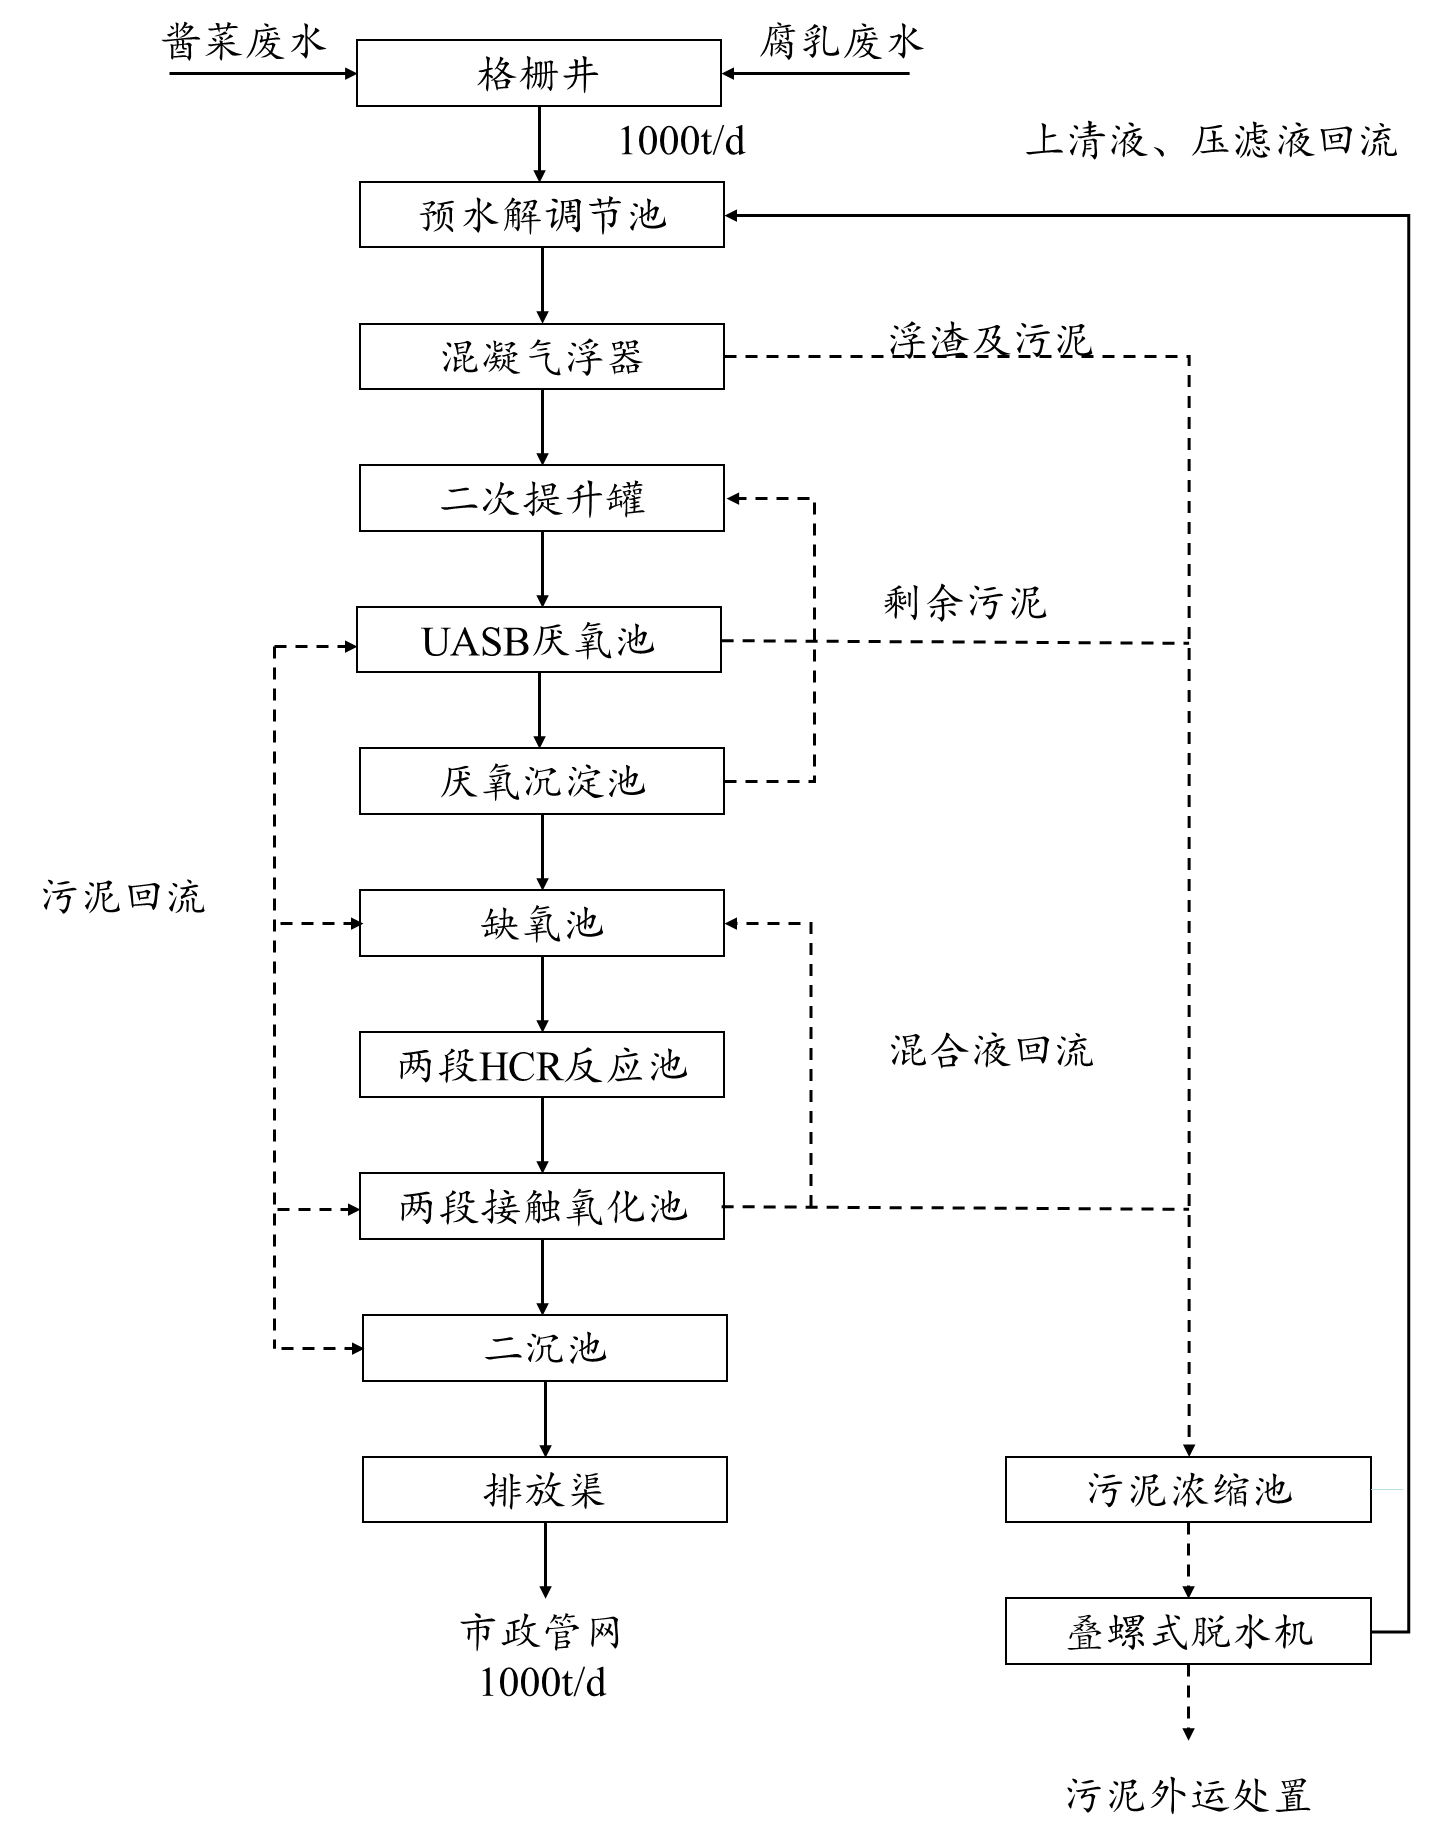 酱菜废水
腐乳废水
格栅井
1000t/d
上清液、压滤液回流
预水解调节池
浮渣及污泥
混凝气浮器
二次提升罐
剩余污泥
UASB厌氧池
厌氧沉淀池
污泥回流
缺氧池
混合液回流
两段HCR反应池
两段接触氧化池
二沉池
排放渠
污泥浓缩池
市政管网
1000t/d
叠螺式脱水机
污泥外运处置